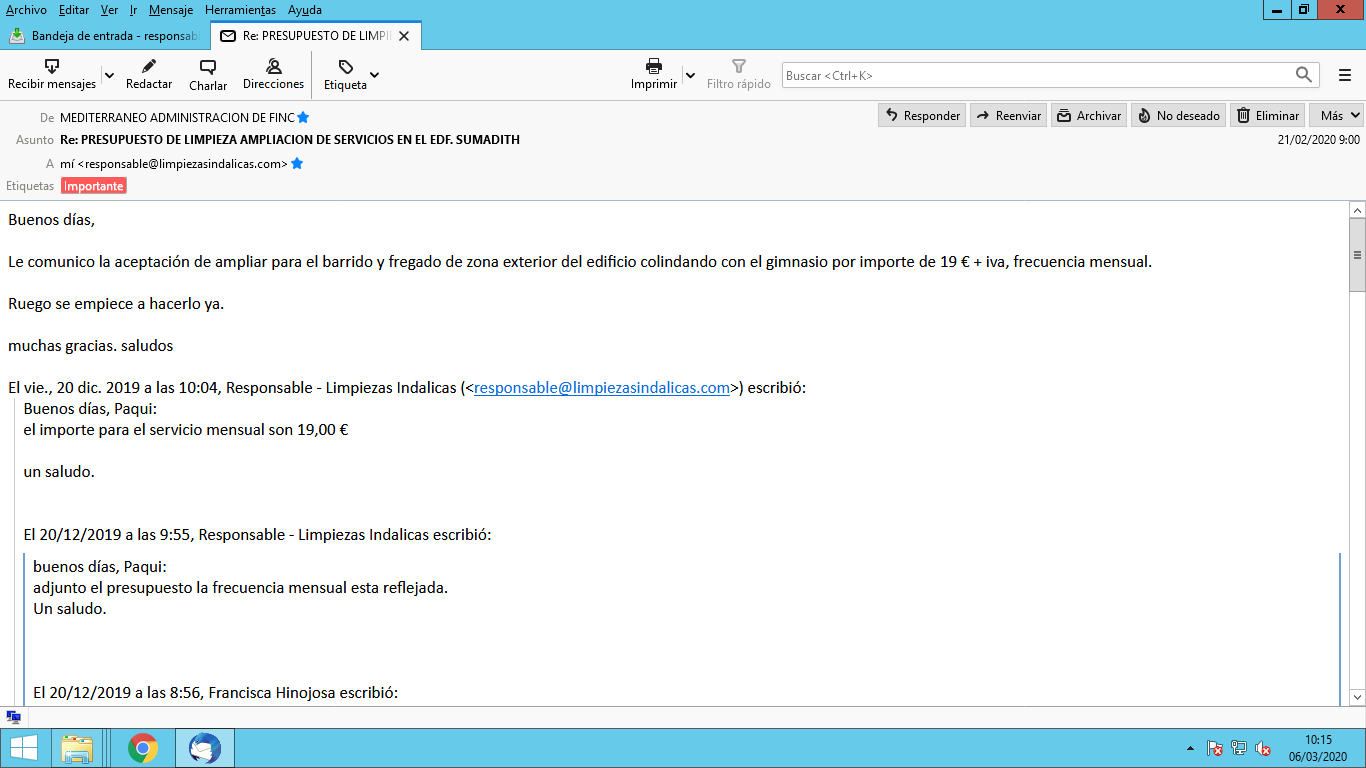 Archivo Editar Ver Ir Mensaje Herramientas Ayuda
Bandeja de entrada - responsab
Re: PRESUPUESTO DE LIMPI
Recibir mensajes Redactar Charlar Direcciones Etiqueta Imprimir Filtro rápido Buscar <Ctrl+K>
De MEDITERRANEO ADMINISTRACION DE FINC
Responder Reenviar Archivar No deseado Eliminar Más
Asunto Re: PRESUPUESTO DE LIMPIEZA AMPLIACION DE SERVICIOS EN EL EDF. SUMADITH 21/02/2020 9:00
A mí <responsable@limpiezasindalicas.com>
Etiquetas Importante
Buenos días,
Le comunico la aceptación de ampliar para el barrido y fregado de zona exterior del edificio colindando con el gimnasio por importe de 19 € + iva, frecuencia mensual.
Ruego se empiece a hacerlo ya.
muchas gracias. saludos
El vie., 20 dic. 2019 a las 10:04, Responsable - Limpiezas Indalicas (<responsable@limpiezasindalicas.com>) escribió:
Buenos días, Paqui:
el importe para el servicio mensual son 19,00 €
un saludo.
El 20/12/2019 a las 9:55, Responsable - Limpiezas Indalicas escribió:
buenos días, Paqui:
adjunto el presupuesto la frecuencia mensual esta reflejada.
Un saludo.
El 20/12/2019 a las 8:56, Francisca Hinojosa escribió:
10:15
06/03/2020